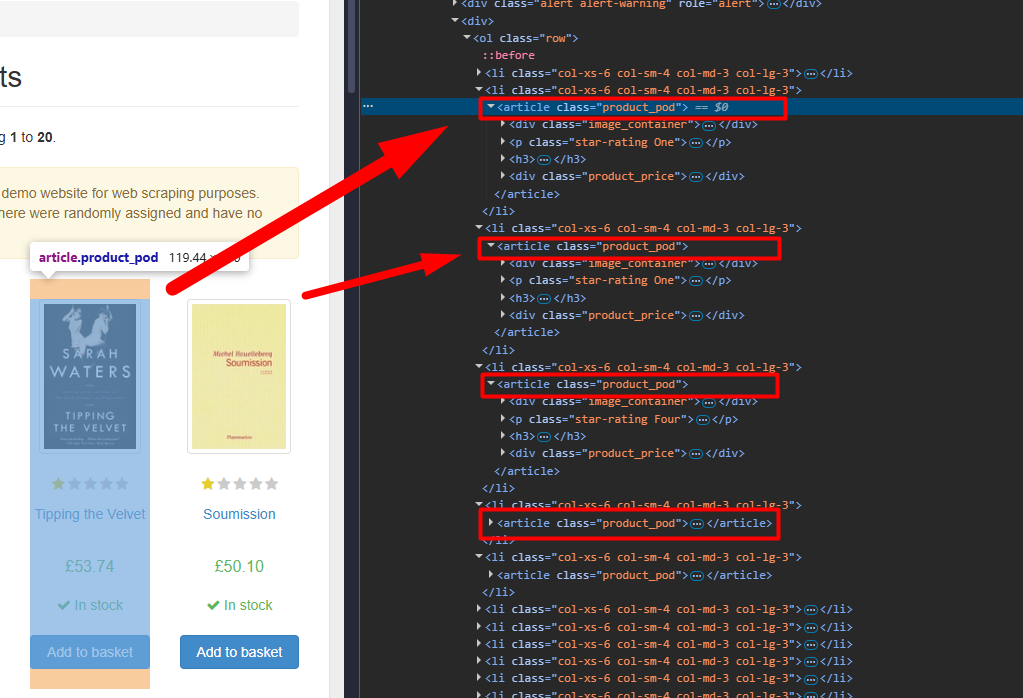 ts
g 1 to 20.
demo website for web scraping purposes.
here were randomly assigned and have no
article.product_pod 119.44
SARAH
WATERS
TIPPING
THE VELVET
Michel Houellebecq
Soumission
Flammarion
Tipping the Velvet
Soumission
£53.74
£50.10
In stock
In stock
Add to basket
Add to basket
<div class="alert alert-warning" role="alert">…</div>
<div>
<ol class="row">
::before
<li class="col-xs-6 col-sm-4 col-md-3 col-lg-3">…</li>
<li class="col-xs-6 col-sm-4 col-md-3 col-lg-3">
… <article class="product_pod"> == $0
<div class="image_container">…</div>
<p class="star-rating One">…</p>
<h3>…</h3>
<div class="product_price">…</div>
</article>
</li>
<li class="col-xs-6 col-sm-4 col-md-3 col-lg-3">
<article class="product_pod">
<div class="image_container">…</div>
<p class="star-rating One">…</p>
<h3>…</h3>
<div class="product_price">…</div>
</article>
</li>
<li class="col-xs-6 col-sm-4 col-md-3 col-lg-3">
<article class="product_pod">
<div class="image_container">…</div>
<p class="star-rating Four">…</p>
<h3>…</h3>
<div class="product_price">…</div>
</article>
</li>
<li class="col-xs-6 col-sm-4 col-md-3 col-lg-3">
<article class="product_pod">…</article>
</li>
<li class="col-xs-6 col-sm-4 col-md-3 col-lg-3">
<article class="product_pod">…</article>
</li>
<li class="col-xs-6 col-sm-4 col-md-3 col-lg-3">…</li>
<li class="col-xs-6 col-sm-4 col-md-3 col-lg-3">…</li>
<li class="col-xs-6 col-sm-4 col-md-3 col-lg-3">…</li>
<li class="col-xs-6 col-sm-4 col-md-3 col-lg-3">…</li>
<li class="col-xs-6 col-sm-4 col-md-3 col-lg-3">…</li>
<li class="col-xs-6 col-sm-4 col-md-3 col-lg-3">…</li>